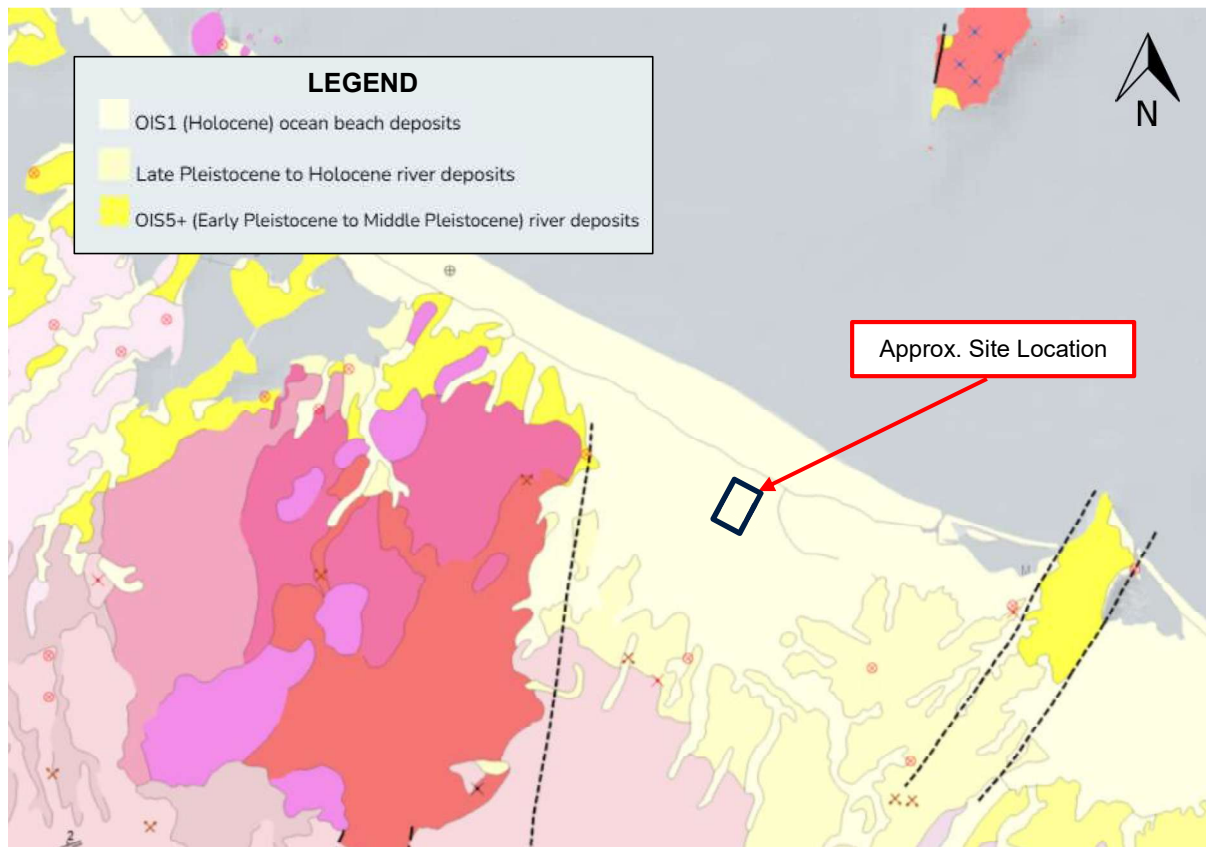 LEGEND
OIS1 (Holocene) ocean beach deposits
Late Pleistocene to Holocene river deposits
OIS5+ (Early Pleistocene to Middle Pleistocene) river deposits
N
Approx. Site Location
2